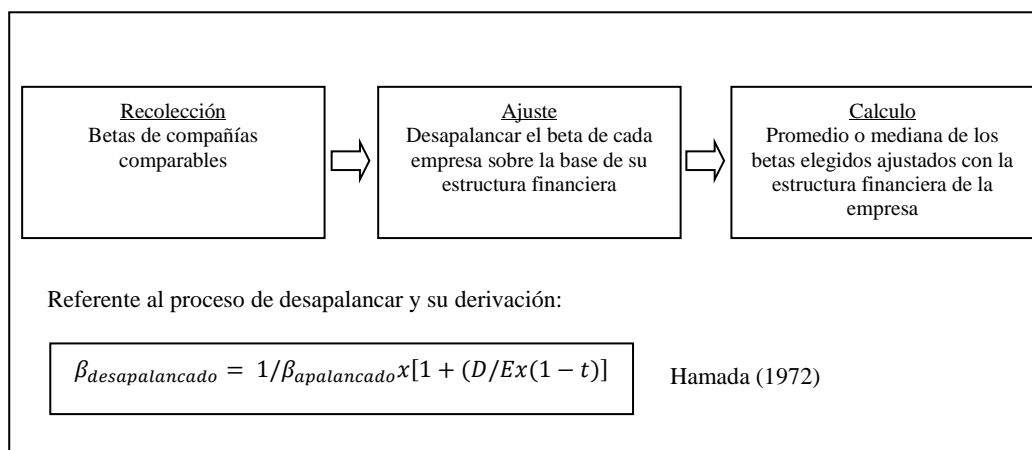 Recolección
Betas de compañías
comparables
Ajuste
Desapalancar el beta de cada
empresa sobre la base de su
estructura financiera
Calculo
Promedio o mediana de los
betas elegidos ajustados con la
estructura financiera de la
empresa
Referente al proceso de desapalancar y su derivación:
β_desapalancado = 1/β_apalancado x[1 + (D/Ex(1 − t)]
Hamada (1972)